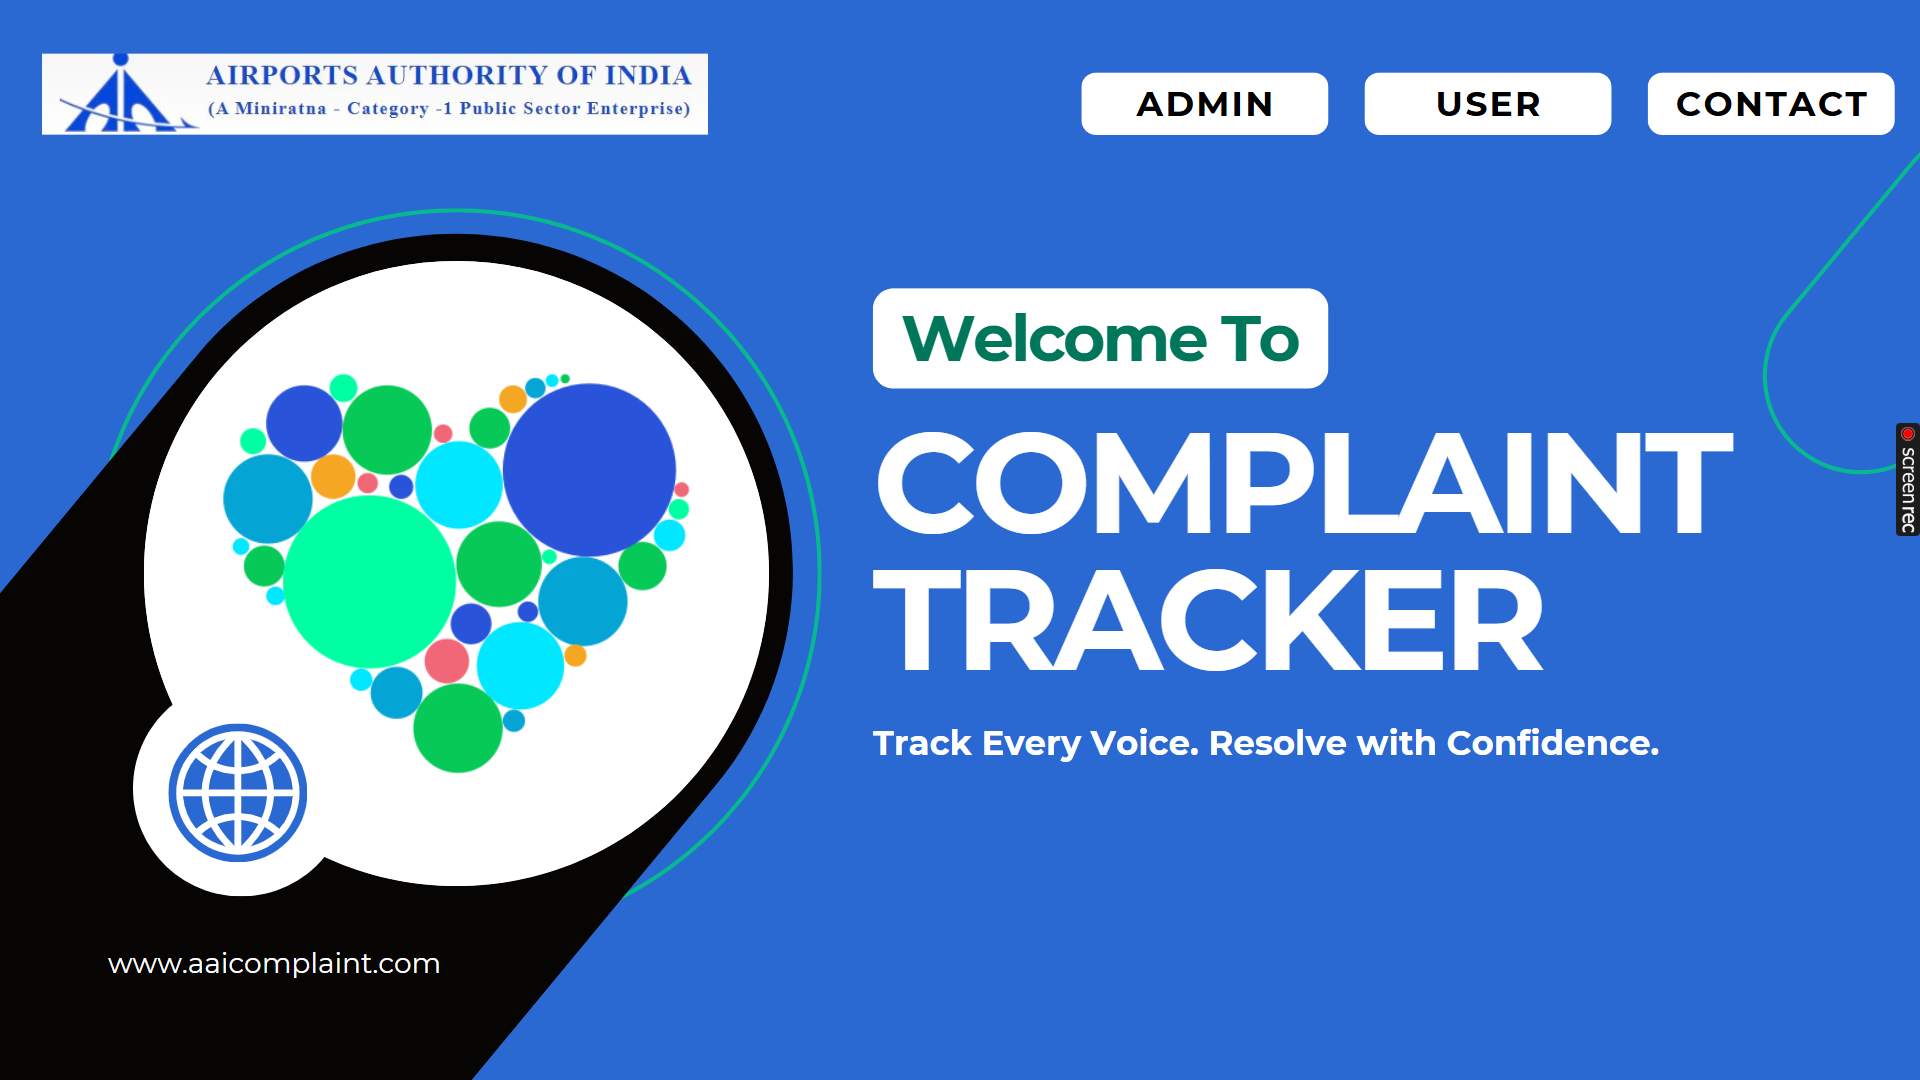 AIRPORTS AUTHORITY OF INDIA
(A Miniratna - Category -1 Public Sector Enterprise)
ADMIN
USER
CONTACT
Welcome To
COMPLAINT
TRACKER
Track Every Voice. Resolve with Confidence.
www.aaicomplaint.com
screenrec